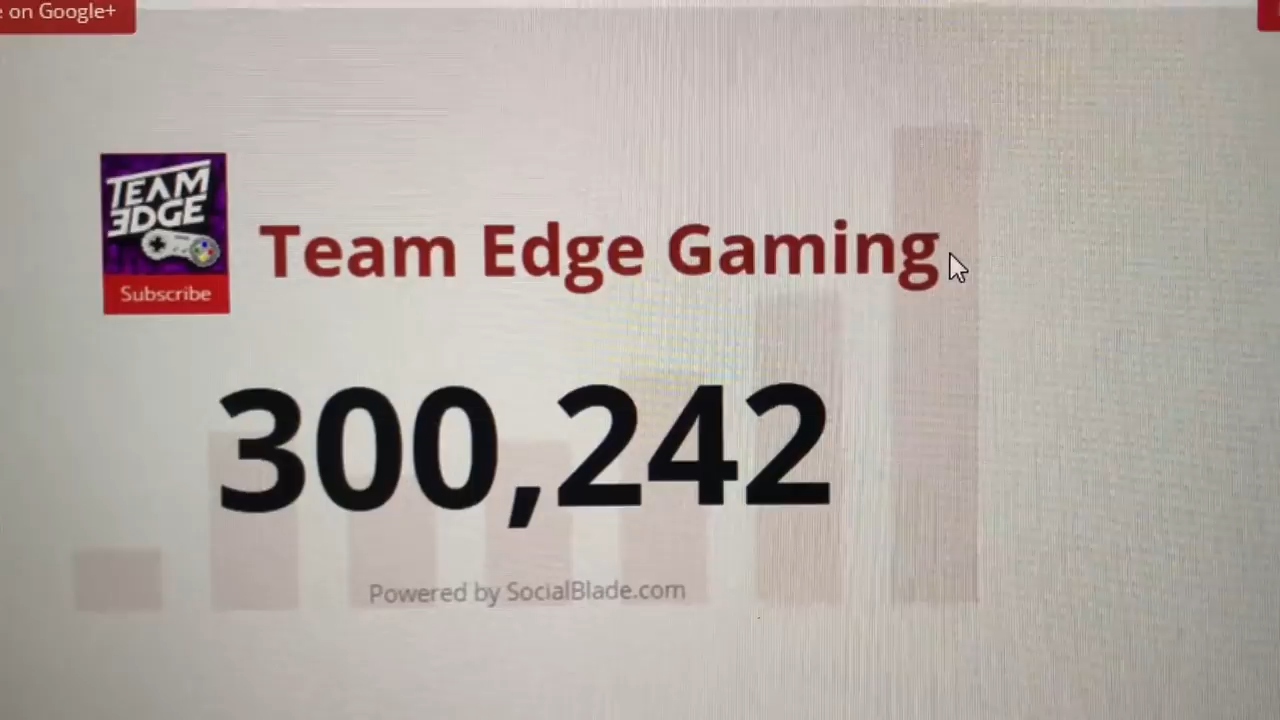 e on Google+
TEAM
EDGE
Subscribe
Team Edge Gaming
300,242
Powered by SocialBlade.com